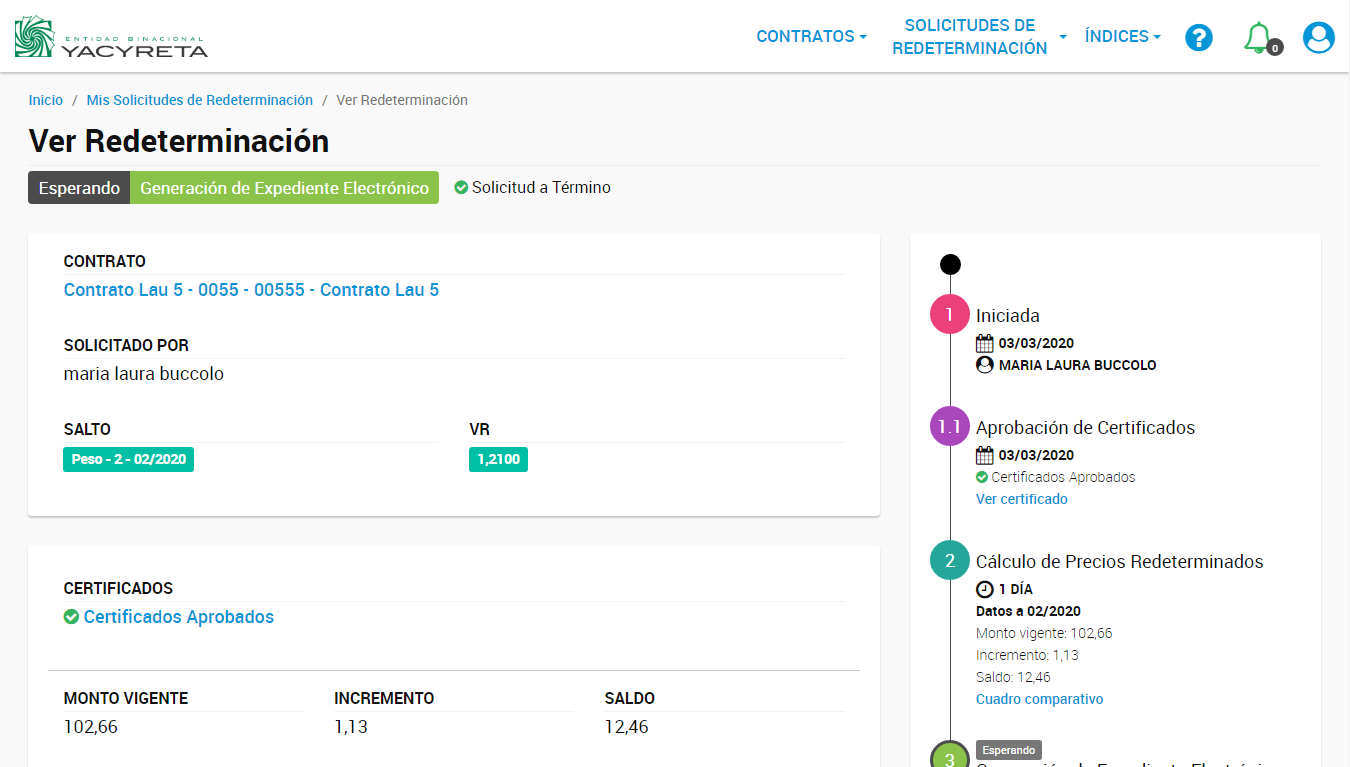 ENTIDAD BINACIONAL
YACYRETA
CONTRATOS
SOLICITUDES DE
REDETERMINACIÓN
ÍNDICES
?
0
Inicio / Mis Solicitudes de Redeterminación / Ver Redeterminación
Ver Redeterminación
Esperando Generación de Expediente Electrónico Solicitud a Término
CONTRATO
Contrato Lau 5 - 0055 - 00555 - Contrato Lau 5
SOLICITADO POR
maria laura buccolo
SALTO VR
Peso - 2 - 02/2020 1,2100
CERTIFICADOS
Certificados Aprobados
MONTO VIGENTE INCREMENTO SALDO
102,66 1,13 12,46
1 Iniciada
03/03/2020
MARIA LAURA BUCCOLO
1.1 Aprobación de Certificados
03/03/2020
Certificados Aprobados
Ver certificado
2 Cálculo de Precios Redeterminados
1 DÍA
Datos a 02/2020
Monto vigente: 102,66
Incremento: 1,13
Saldo: 12,46
Cuadro comparativo
Esperando
3 Generación de Expediente Electrónico